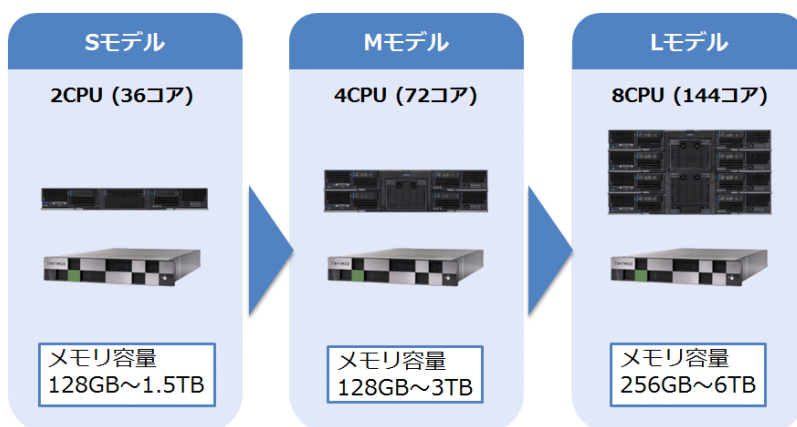 Sモデル
2CPU (36コア)
メモリ容量
128GB～1.5TB
Mモデル
4CPU (72コア)
メモリ容量
128GB～3TB
Lモデル
8CPU (144コア)
メモリ容量
256GB～6TB